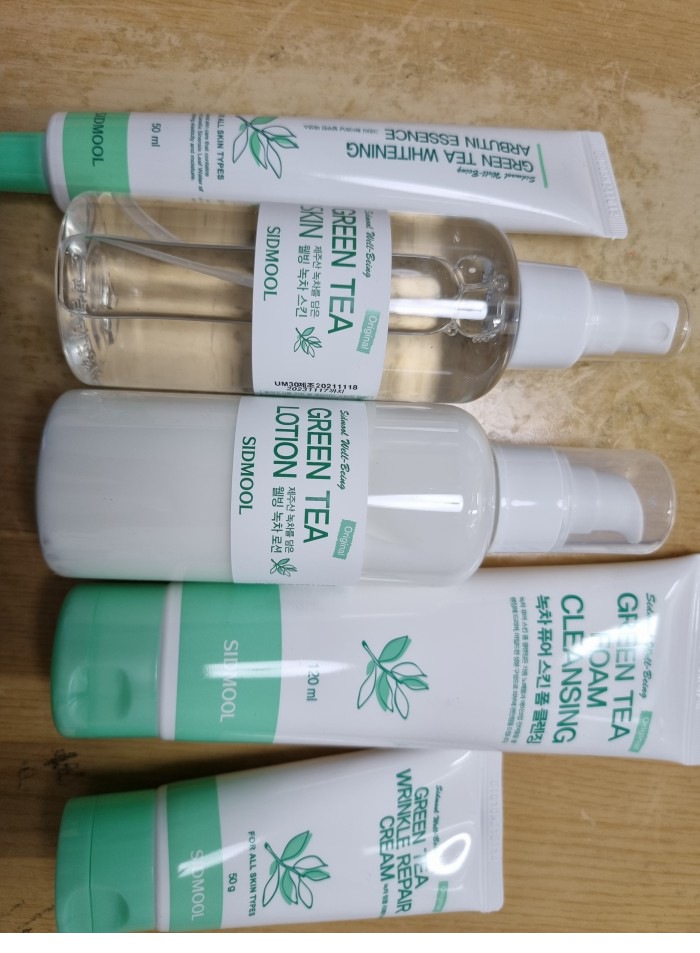 Sidmool Well-Being
GREEN TEA WHITENING
ARBUTIN ESSENCE
ALL SKIN TYPES
50 ml
SIDMOOL
Sidmool Well-Being
Original
GREEN TEA
SKIN
제주산 녹차를 담은
웰빙 녹차 스킨
SIDMOOL
20211118
Sidmool Well-Being
Original
GREEN TEA
LOTION
제주산 녹차를 담은
웰빙 녹차 로션
SIDMOOL
Well-Being
Original
GREEN TEA
FOAM
CLEANSING
녹차 퓨어 스킨 폼 클렌징
120 ml
SIDMOOL
Sidmool Well-Being
GREEN TEA
WRINKLE REPAIR
CREAM
FOR ALL SKIN TYPES
50 g
SIDMOOL